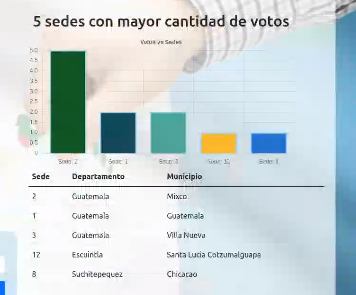 5 sedes con mayor cantidad de votos
Votos vs Sedes
5.0
4.5
4.0
3.5
3.0
2.5
2.0
1.5
1.0
0.5
0
Sede: 2 Sede: 1 Sede: 3 Sede: 12 Sede: 8
Sede Departamento Municipio
2 Guatemala Mixco
1 Guatemala Guatemala
3 Guatemala Villa Nueva
12 Escuintla Santa Lucía Cotzumalguapa
8 Suchitepequez Chicacao